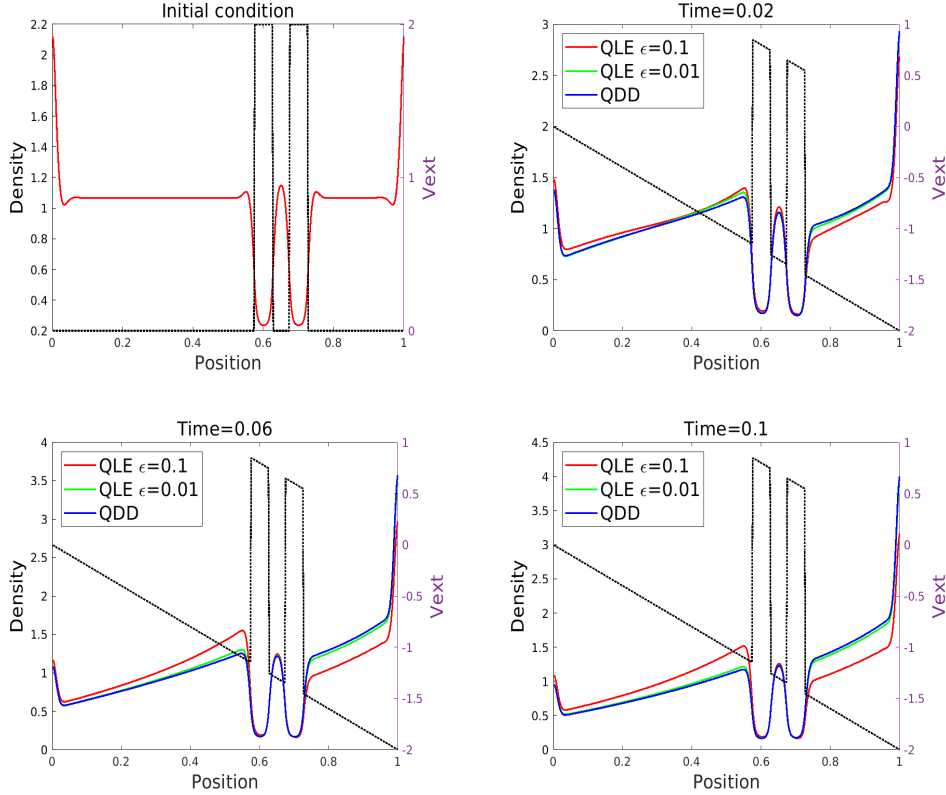 Initial condition
Density
2.2
2
1.8
1.6
1.4
1.2
1
0.8
0.6
0.4
0.2
2
1
0
Vext
0 0.2 0.4 0.6 0.8 1
Position
Time=0.02
QLE ϵ=0.1
QLE ϵ=0.01
QDD
Density
3
2.5
2
1.5
1
0.5
0
1
0.5
0
-0.5
-1
-1.5
-2
Vext
0 0.2 0.4 0.6 0.8 1
Position
Time=0.06
QLE ϵ=0.1
QLE ϵ=0.01
QDD
Density
4
3.5
3
2.5
2
1.5
1
0.5
0
1
0.5
0
-0.5
-1
-1.5
-2
Vext
0 0.2 0.4 0.6 0.8 1
Position
Time=0.1
QLE ϵ=0.1
QLE ϵ=0.01
QDD
Density
4.5
4
3.5
3
2.5
2
1.5
1
0.5
0
1
0.5
0
-0.5
-1
-1.5
-2
Vext
0 0.2 0.4 0.6 0.8 1
Position